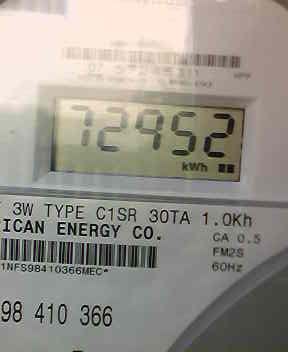 72952
kWh
3W TYPE C1SR 30TA 1.0Kh
ICAN ENERGY CO.
CA 0.5
FM2S
1NFS98410366MEC*
60Hz
98 410 366